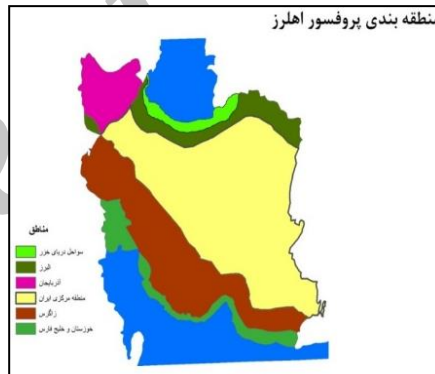 منطقه بندی پروفسور اهلرز
مناطق
سواحل دریای خزر
البرز
آذربایجان
منطقه مرکزی ایران
زاگرس
خوزستان و خلیج فارس